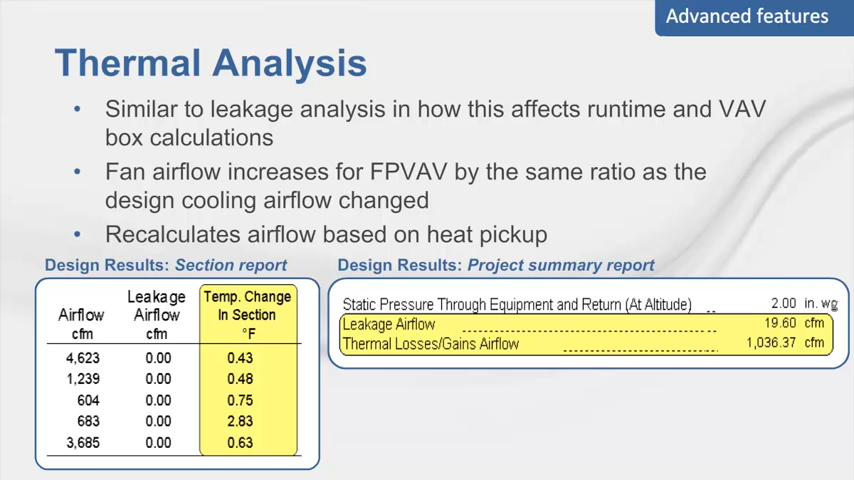 Advanced features
Thermal Analysis
• Similar to leakage analysis in how this affects runtime and VAV
box calculations
• Fan airflow increases for FPVAV by the same ratio as the
design cooling airflow changed
• Recalculates airflow based on heat pickup
Design Results: Section report
Airflow cfm Leakage Airflow cfm Temp. Change In Section °F
4,623 0.00 0.43
1,239 0.00 0.48
604 0.00 0.75
683 0.00 2.83
3,685 0.00 0.63
Design Results: Project summary report
Static Pressure Through Equipment and Return (At Altitude) 2.00 in. wg
Leakage Airflow 19.60 cfm
Thermal Losses/Gains Airflow 1,036.37 cfm